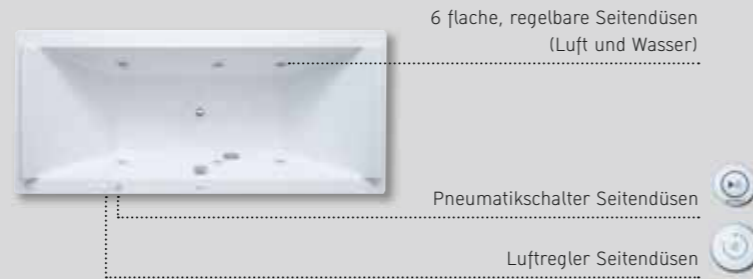 6 flache, regelbare Seitendüsen
(Luft und Wasser)
Pneumatikschalter Seitendüsen
Luftregler Seitendüsen